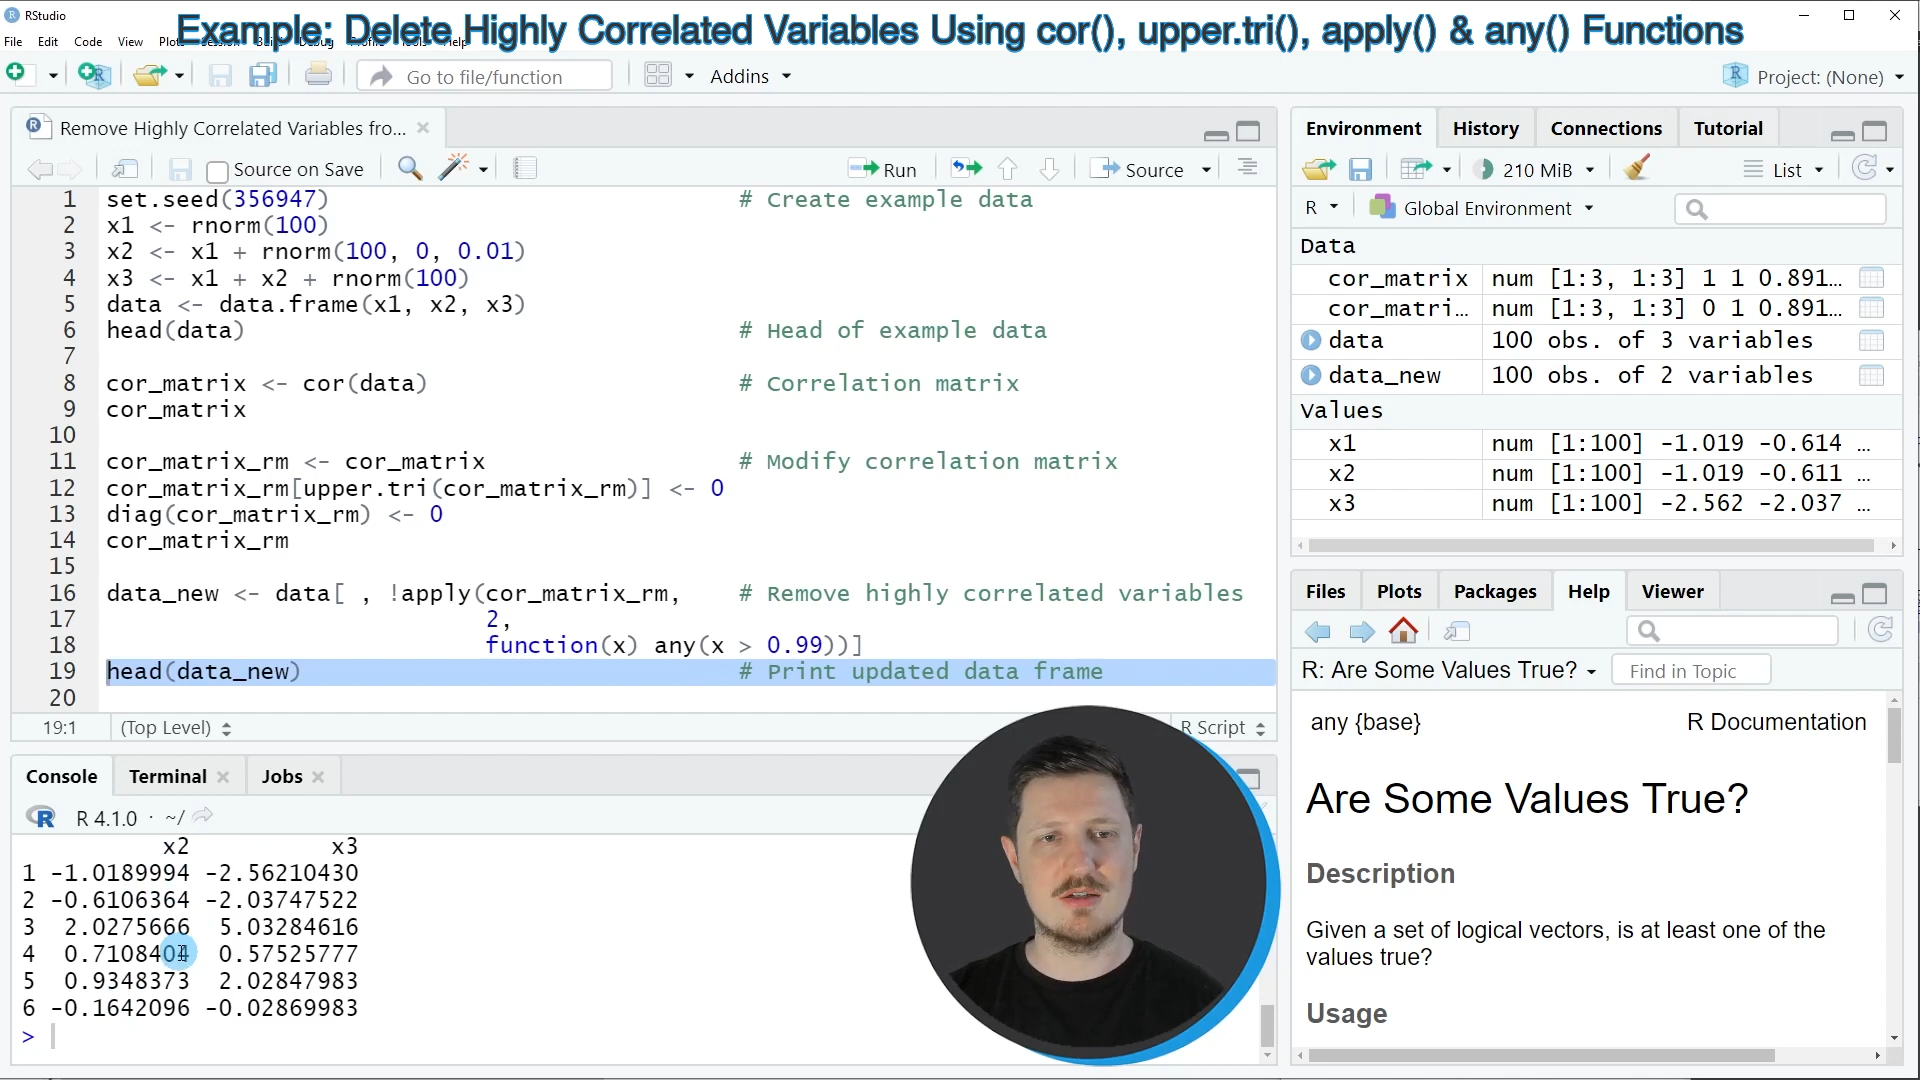 RStudio
Example: Delete Highly Correlated Variables Using cor(), upper.tri(), apply() & any() Functions
File Edit Code View Plots Session Build Debug Profile Tools Help
Go to file/function
Addins
Project: (None)
Remove Highly Correlated Variables fro...
Source on Save
Run
Source
1 set.seed(356947) # Create example data
2 x1 <- rnorm(100)
3 x2 <- x1 + rnorm(100, 0, 0.01)
4 x3 <- x1 + x2 + rnorm(100)
5 data <- data.frame(x1, x2, x3)
6 head(data) # Head of example data
7
8 cor_matrix <- cor(data) # Correlation matrix
9 cor_matrix
10
11 cor_matrix_rm <- cor_matrix # Modify correlation matrix
12 cor_matrix_rm[upper.tri(cor_matrix_rm)] <- 0
13 diag(cor_matrix_rm) <- 0
14 cor_matrix_rm
15
16 data_new <- data[ , !apply(cor_matrix_rm, # Remove highly correlated variables
17 2,
18 function(x) any(x > 0.99))]
19 head(data_new) # Print updated data frame
20
19:1 (Top Level) R Script
Console Terminal Jobs
R 4.1.0 · ~/
x2 x3
1 -1.0189994 -2.56210430
2 -0.6106364 -2.03747522
3 2.0275666 5.03284616
4 0.7108404 0.57525777
5 0.9348373 2.02847983
6 -0.1642096 -0.02869983
>
Environment History Connections Tutorial
210 MiB
List
R Global Environment
Data
cor_matrix num [1:3, 1:3] 1 1 0.891…
cor_matri… num [1:3, 1:3] 0 1 0.891…
data 100 obs. of 3 variables
data_new 100 obs. of 2 variables
Values
x1 num [1:100] -1.019 -0.614 …
x2 num [1:100] -1.019 -0.611 …
x3 num [1:100] -2.562 -2.037 …
Files Plots Packages Help Viewer
R: Are Some Values True? Find in Topic
any {base} R Documentation
Are Some Values True?
Description
Given a set of logical vectors, is at least one of the
values true?
Usage